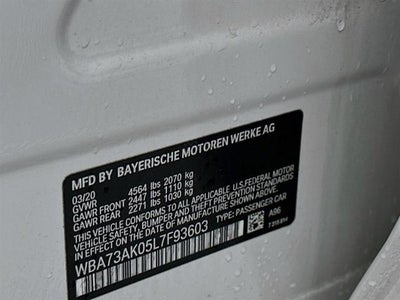 MFD BY BAYERISCHE MOTOREN WERKE AG
03/20
GVWR 4564 lbs 2070 kg
GAWR FRONT 2447 lbs 1110 kg
GAWR REAR 2271 lbs 1030 kg
THIS VEHICLE CONFORMS TO ALL APPLICABLE U.S. FEDERAL MOTOR
VEHICLE SAFETY, BUMPER, AND THEFT PREVENTION STANDARDS
IN EFFECT ON THE DATE OF MANUFACTURE SHOWN ABOVE.
WBA73AK05L7F93603 TYPE: PASSENGER CAR
A96